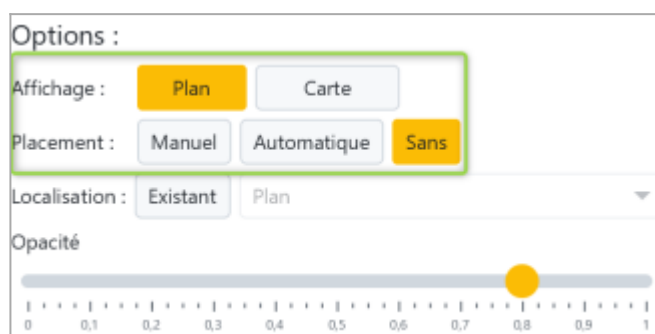 Options :
Affichage : Plan Carte
Placement : Manuel Automatique Sans
Localisation : Existant Plan
Opacité
0 0,1 0,2 0,3 0,4 0,5 0,6 0,7 0,8 0,9 1